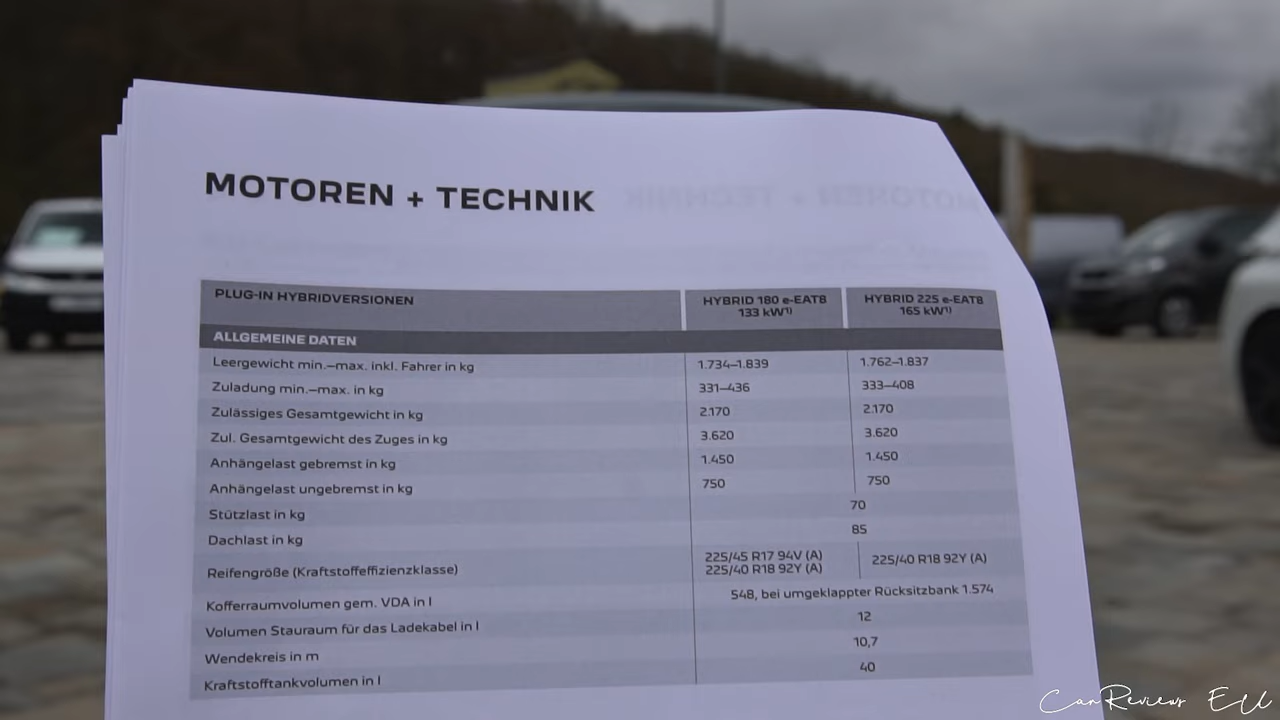 MOTOREN + TECHNIK
PLUG-IN HYBRIDVERSIONEN HYBRID 180 e-EAT8 HYBRID 225 e-EAT8
133 kW¹⁾ 165 kW¹⁾
ALLGEMEINE DATEN
Leergewicht min.–max. inkl. Fahrer in kg 1.734–1.839 1.762–1.837
Zuladung min.–max. in kg 331–436 333–408
Zulässiges Gesamtgewicht in kg 2.170 2.170
Zul. Gesamtgewicht des Zuges in kg 3.620 3.620
Anhängelast gebremst in kg 1.450 1.450
Anhängelast ungebremst in kg 750 750
Stützlast in kg 70
Dachlast in kg 85
Reifengröße (Kraftstoffeffizienzklasse) 225/45 R17 94V (A) 225/40 R18 92Y (A)
225/40 R18 92Y (A)
Kofferraumvolumen gem. VDA in l 548, bei umgeklappter Rücksitzbank 1.574
Volumen Stauraum für das Ladekabel in l 12
Wendekreis in m 10,7
Kraftstofftankvolumen in l 40
CarReview EU